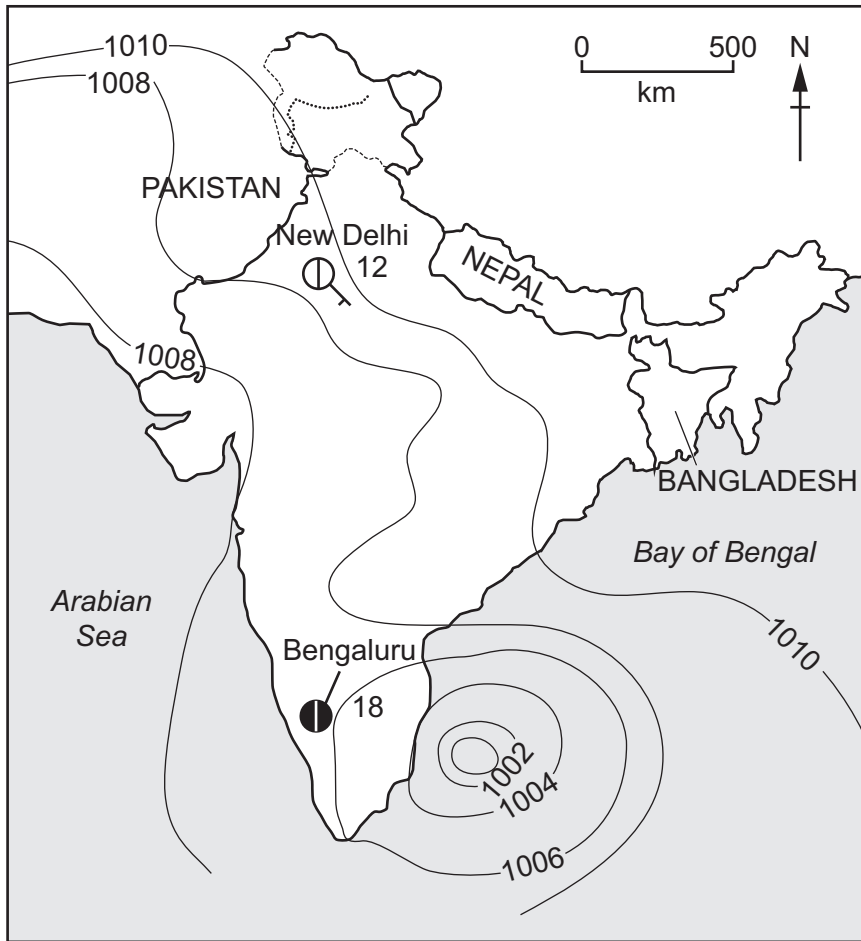 1010
0
500
N
1008
km
PAKISTAN
New Delhi
12
NEPAL
1008
BANGLADESH
Bay of Bengal
Arabian
Sea
1010
Bengaluru
18
1002
1004
1006